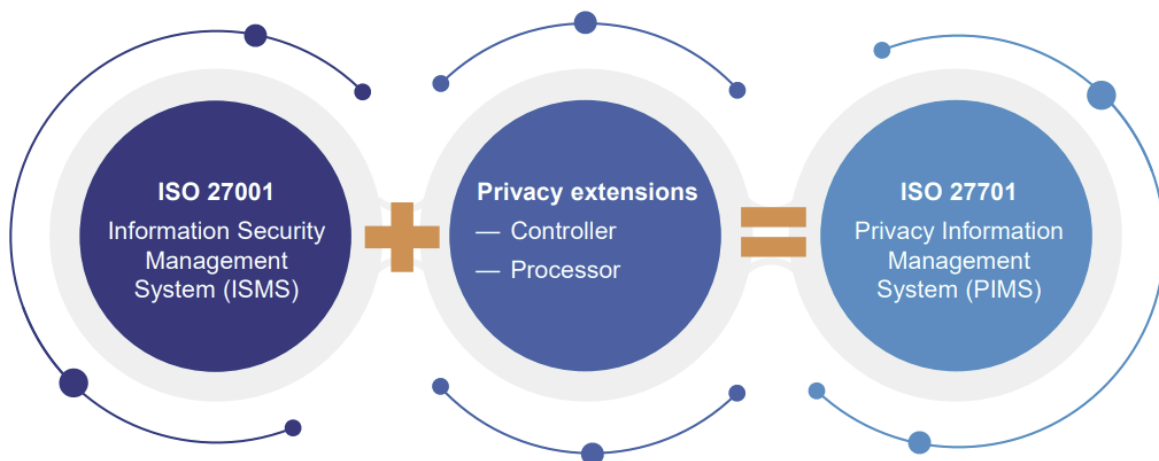 ISO 27001
Information Security
Management
System (ISMS)
Privacy extensions
— Controller
— Processor
ISO 27701
Privacy Information
Management
System (PIMS)